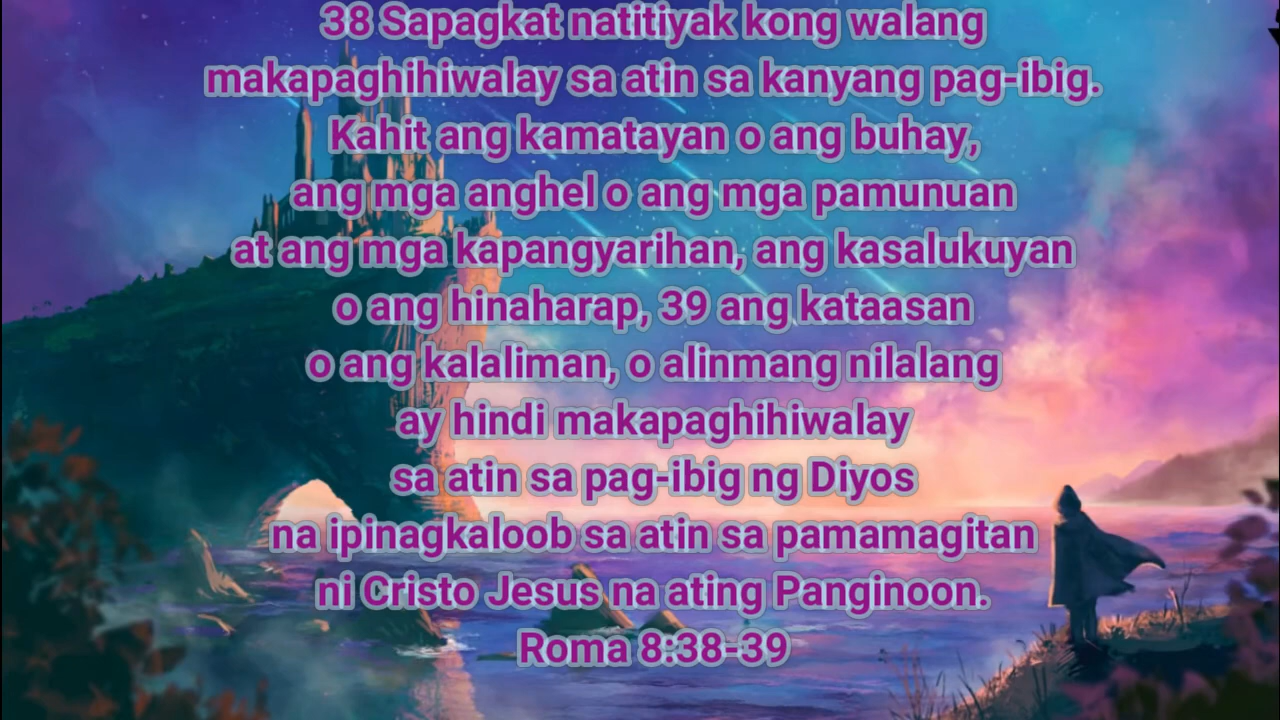 38 Sapagkat natitiyak kong walang
makapaghihiwalay sa atin sa kanyang pag-ibig.
Kahit ang kamatayan o ang buhay,
ang mga anghel o ang mga pamunuan
at ang mga kapangyarihan, ang kasalukuyan
o ang hinaharap, 39 ang kataasan
o ang kalaliman, o alinmang nilalang
ay hindi makapaghihiwalay
sa atin sa pag-ibig ng Diyos
na ipinagkaloob sa atin sa pamamagitan
ni Cristo Jesus na ating Panginoon.
Roma 8:38-39